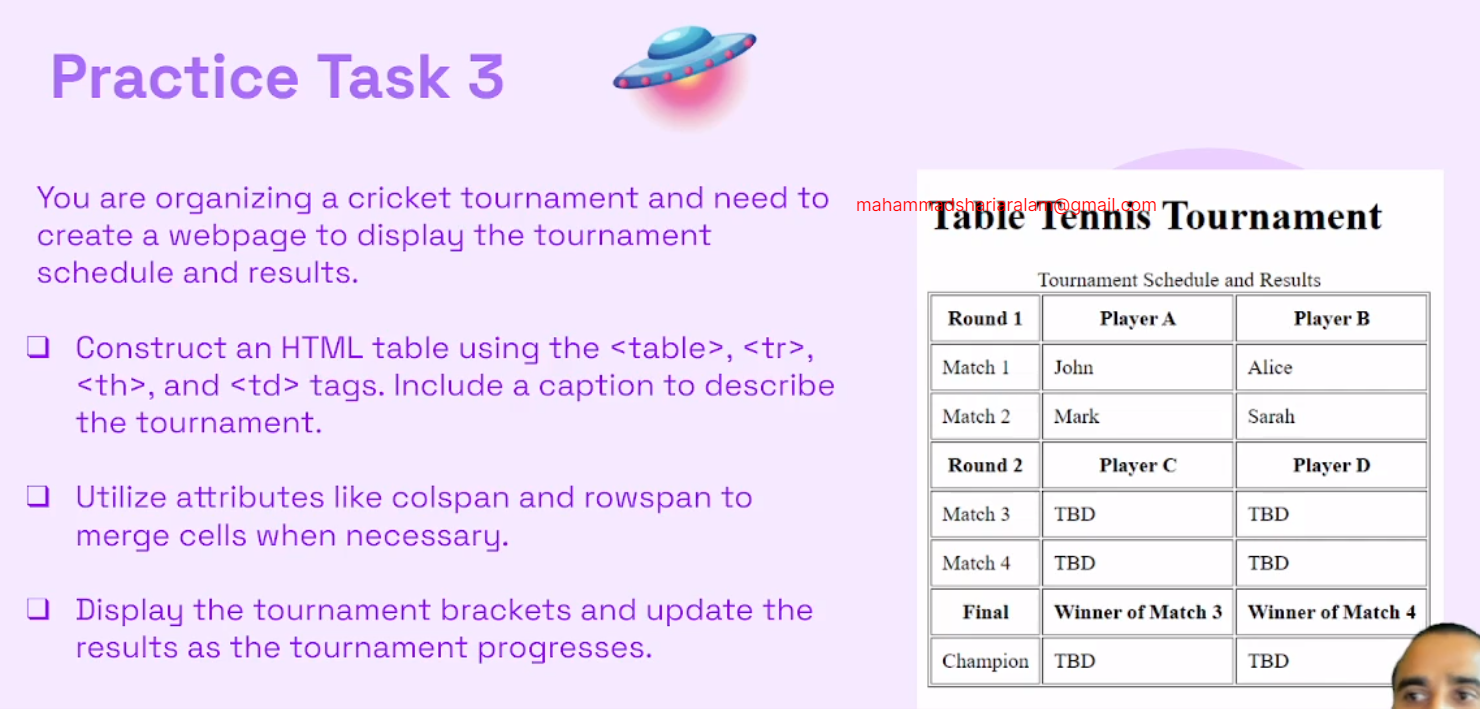 Practice Task 3
You are organizing a cricket tournament and need to
create a webpage to display the tournament
schedule and results.
❏ Construct an HTML table using the <table>, <tr>,
<th>, and <td> tags. Include a caption to describe
the tournament.
❏ Utilize attributes like colspan and rowspan to
merge cells when necessary.
❏ Display the tournament brackets and update the
results as the tournament progresses.
mahammadshariaralam@gmail.com
Table Tennis Tournament
Tournament Schedule and Results
Round 1 Player A Player B
Match 1 John Alice
Match 2 Mark Sarah
Round 2 Player C Player D
Match 3 TBD TBD
Match 4 TBD TBD
Final Winner of Match 3 Winner of Match 4
Champion TBD TBD